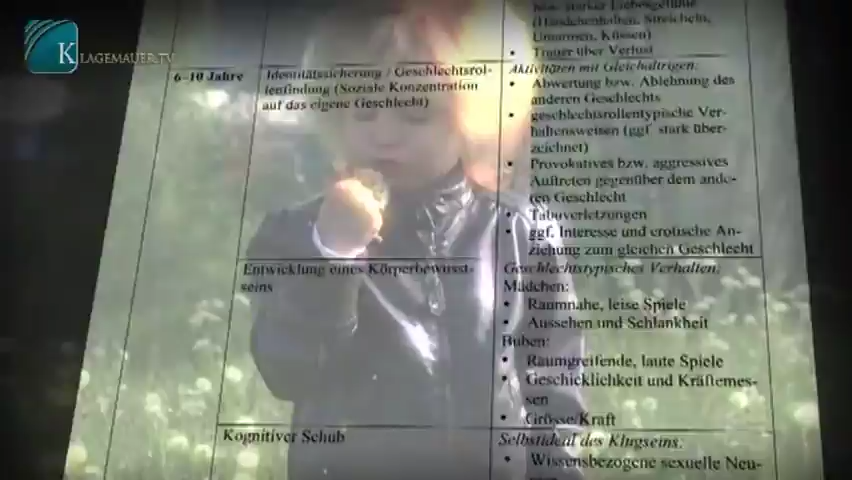 KLAGEMAUER.TV
bzw. starker Liebesgefühle
(Händchenhalten, Streicheln,
Umarmen, Küssen)
• Trauer über Verlust
6-10 Jahre
Identitätssicherung / Geschlechtsrol-
lenfindung (Soziale Konzentration
auf das eigene Geschlecht)
Aktivitäten mit Gleichaltrigen:
• Abwertung bzw. Ablehnung des
anderen Geschlechts
• geschlechtsrollentypische Ver-
haltensweisen (ggf. stark über-
zeichnet)
• Provokatives bzw. aggressives
Auftreten gegenüber dem ande-
ren Geschlecht
• Tabuverletzungen
• ggf. Interesse und erotische An-
ziehung zum gleichen Geschlecht
Entwicklung eines Körperbewusst-
seins
Geschlechtstypisches Verhalten:
Mädchen:
• Raumnahe, leise Spiele
• Aussehen und Schlankheit
Buben:
• Raumgreifende, laute Spiele
• Geschicklichkeit und Kräftemes-
sen
• Grösse/Kraft
Kognitiver Schub
Selbstideal des Klugseins:
• Wissensbezogene sexuelle Neu-